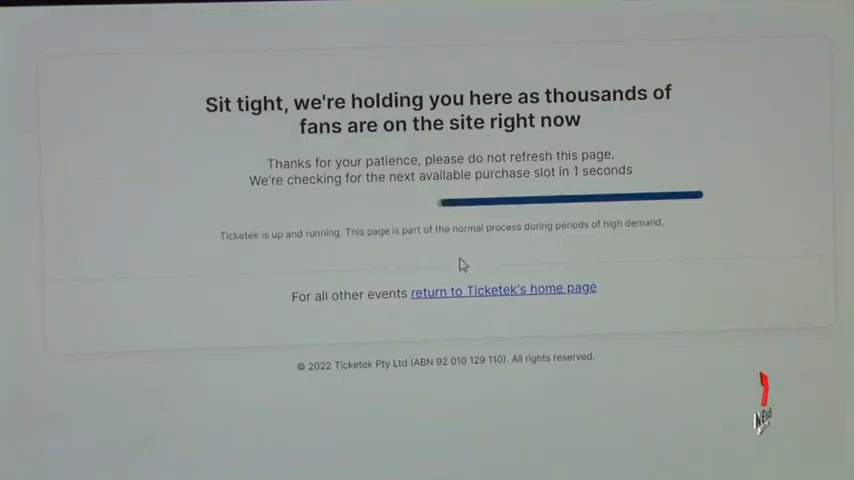 Sit tight, we're holding you here as thousands of
fans are on the site right now
Thanks for your patience, please do not refresh this page.
We're checking for the next available purchase slot in 1 seconds
Ticketek is up and running. This page is part of the normal process during periods of high demand.
For all other events return to Ticketek's home page
© 2022 Ticketek Pty Ltd (ABN 92 010 129 110). All rights reserved.
7
NEWS